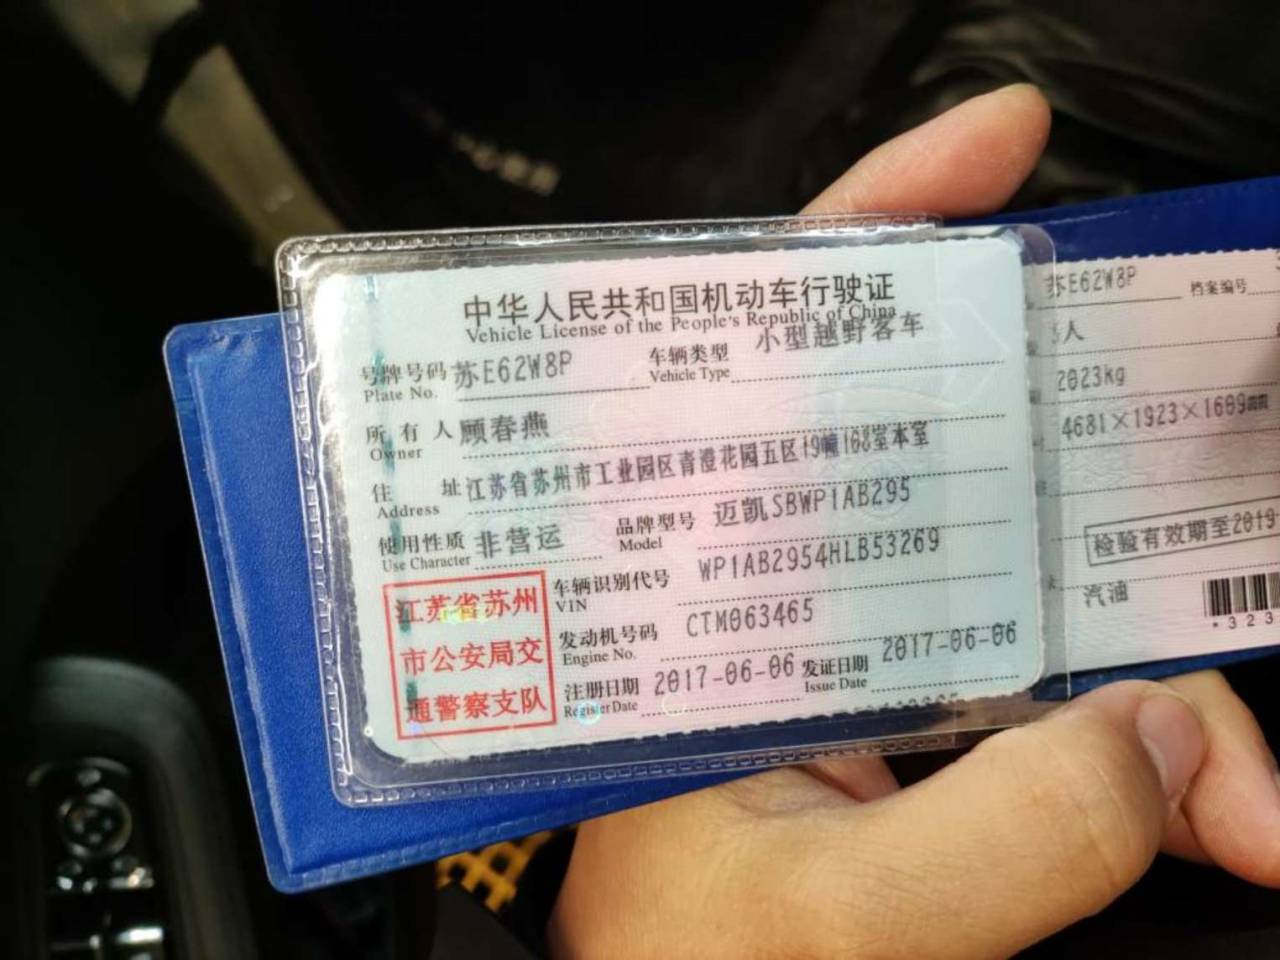 中华人民共和国机动车行驶证
Vehicle License of the People's Republic of China
号牌号码 苏E62W8P 车辆类型 小型越野客车
Plate No. Vehicle Type
所有人 顾春燕
Owner
住址 江苏省苏州市工业园区青澄花园五区19幢168室本室
Address
使用性质 非营运 品牌型号 迈凯SBWP1AB295
Use Character Model
车辆识别代号 WP1AB2954HLB53269
VIN
发动机号码 CTM063465
Engine No.
注册日期 2017-06-06 发证日期 2017-06-06
Register Date Issue Date
江苏省苏州
市公安局交
通警察支队
苏E62W8P 档案编号
人
2023kg
4681×1923×1609mm
检验有效期至2019
汽油
*323